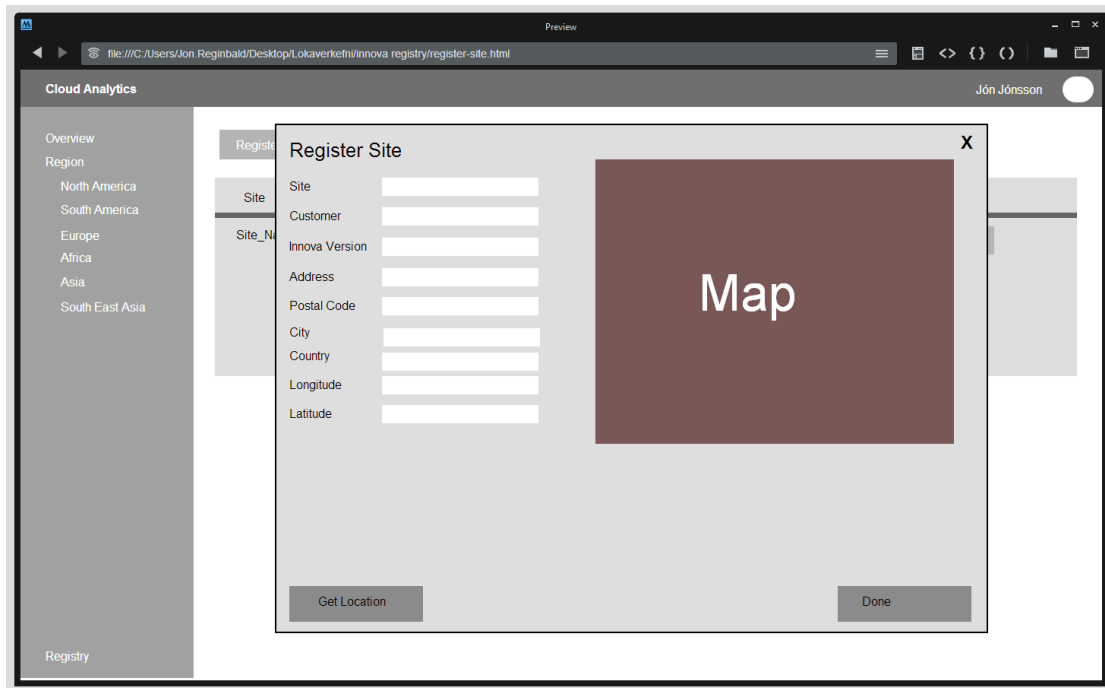 Preview
file:///C:/Users/Jon.Reginbald/Desktop/Lokaverkefni/innova registry/register-site.html
Cloud Analytics
Jón Jónsson
Overview
Region
North America
South America
Europe
Africa
Asia
South East Asia
Registry
Registe
Site
Site_Na
Register Site
X
Site
Customer
Innova Version
Address
Postal Code
City
Country
Longitude
Latitude
Map
Get Location
Done